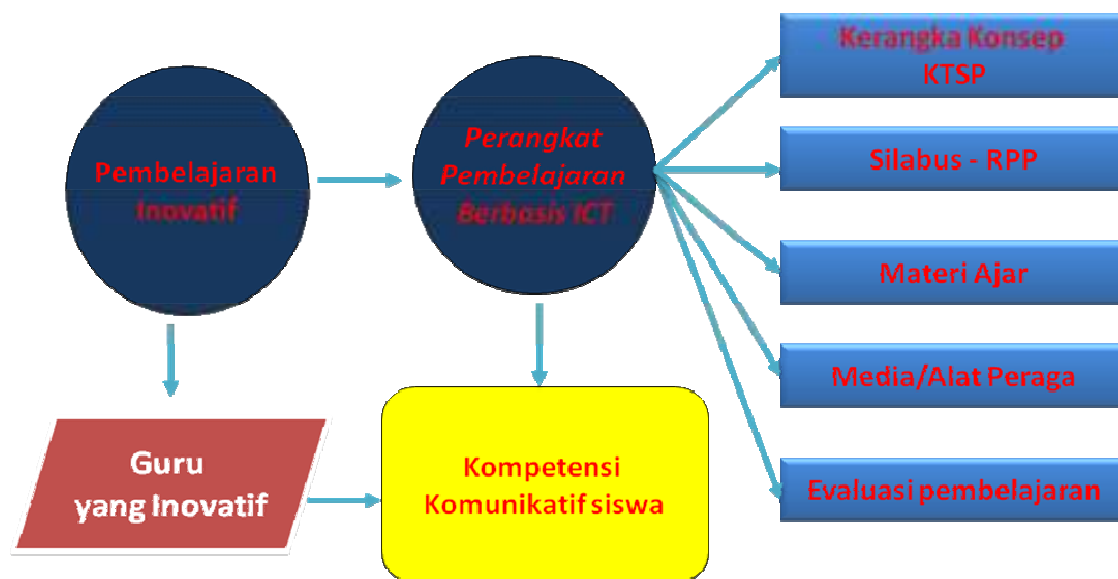 Pembelajaran
Inovatif
Perangkat
Pembelajaran
Berbasis ICT
Kerangka Konsep
KTSP
Silabus - RPP
Materi Ajar
Media/Alat Peraga
Evaluasi pembelajaran
Guru
yang Inovatif
Kompetensi
Komunikatif siswa